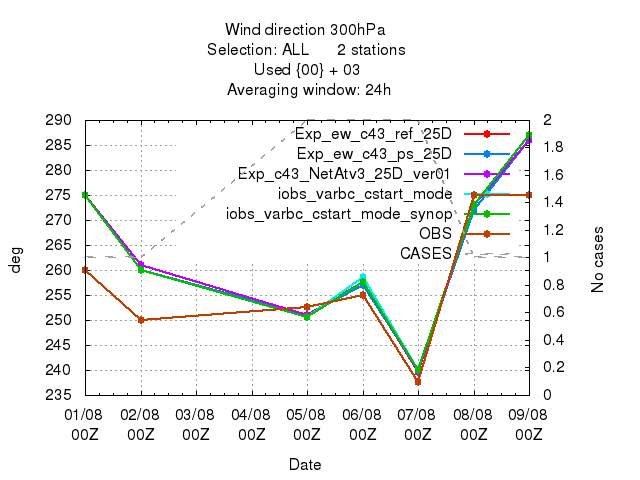 Wind direction 300hPa
Selection: ALL 2 stations
Used {00} + 03
Averaging window: 24h
290 2
285 1.8
280 1.6
275 1.4
270 1.2
265 1
260 0.8
255 0.6
250 0.4
245 0.2
240 0
235
deg
No cases
Exp_ew_c43_ref_25D
Exp_ew_c43_ps_25D
Exp_c43_NetAtv3_25D_ver01
iobs_varbc_cstart_mode
iobs_varbc_cstart_mode_synop
OBS
CASES
01/08 02/08 03/08 04/08 05/08 06/08 07/08 08/08 09/08
00Z 00Z 00Z 00Z 00Z 00Z 00Z 00Z 00Z
Date